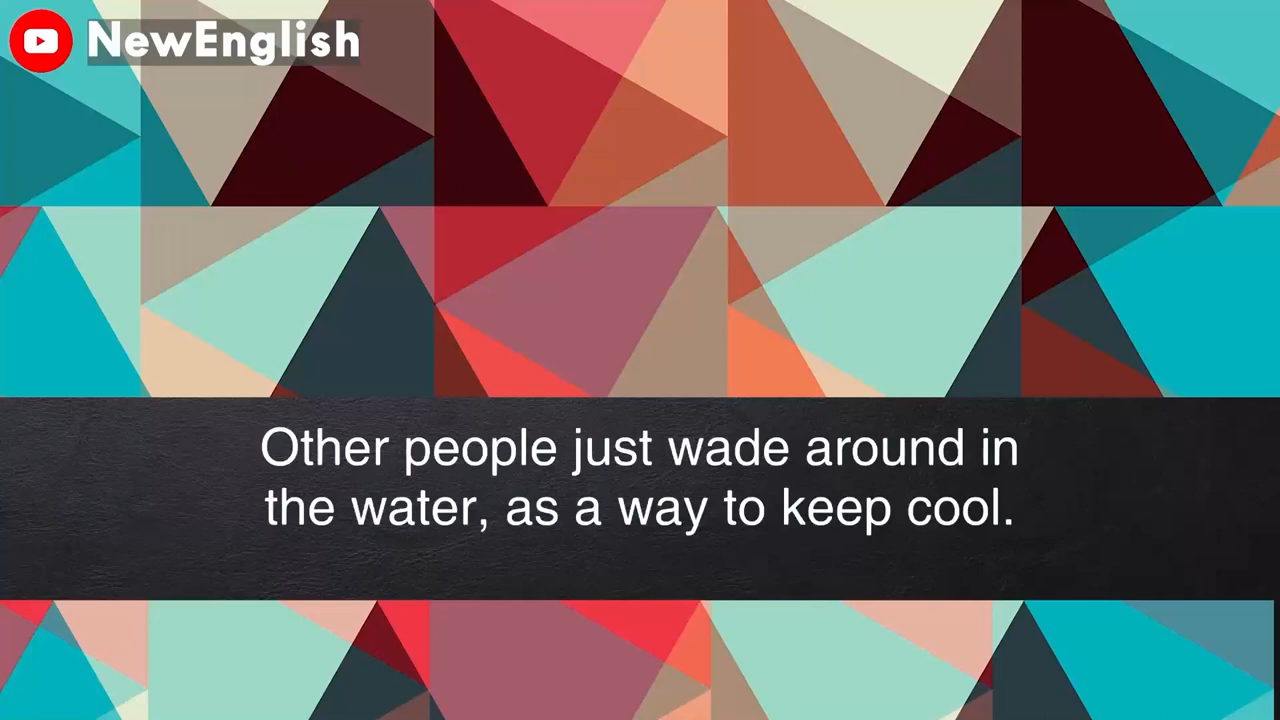 NewEnglish
Other people just wade around in
the water, as a way to keep cool.